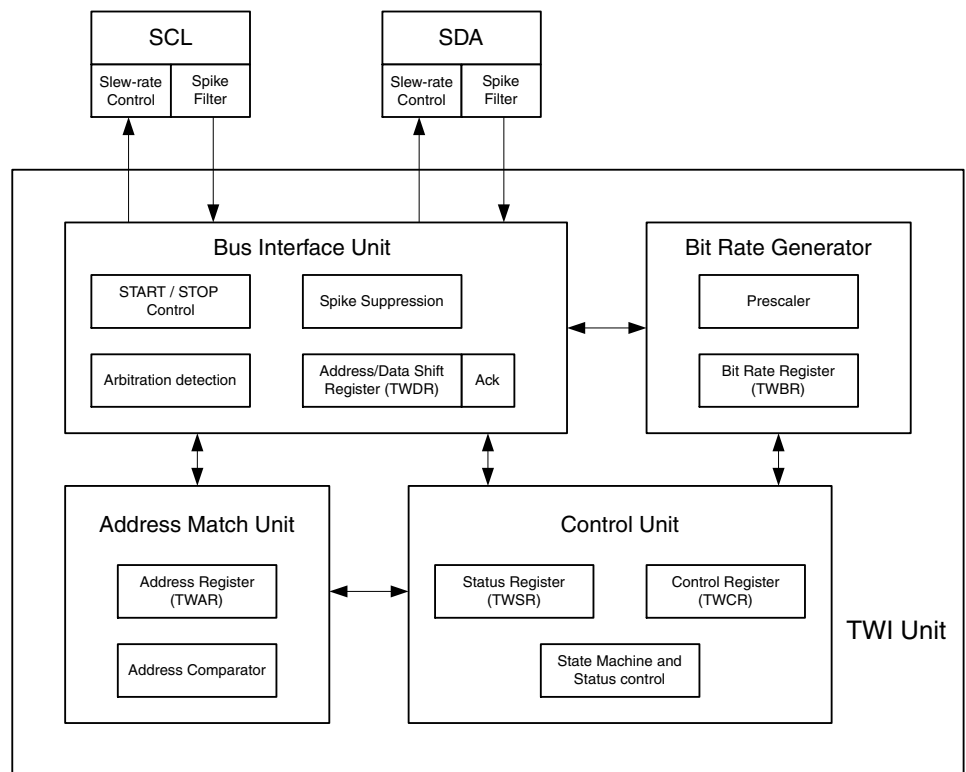 SCL
Slew-rate
Control
Spike
Filter
SDA
Slew-rate
Control
Spike
Filter
Bus Interface Unit
START / STOP
Control
Spike Suppression
Arbitration detection
Address/Data Shift
Register (TWDR)
Ack
Bit Rate Generator
Prescaler
Bit Rate Register
(TWBR)
Address Match Unit
Address Register
(TWAR)
Address Comparator
Control Unit
Status Register
(TWSR)
Control Register
(TWCR)
State Machine and
Status control
TWI Unit